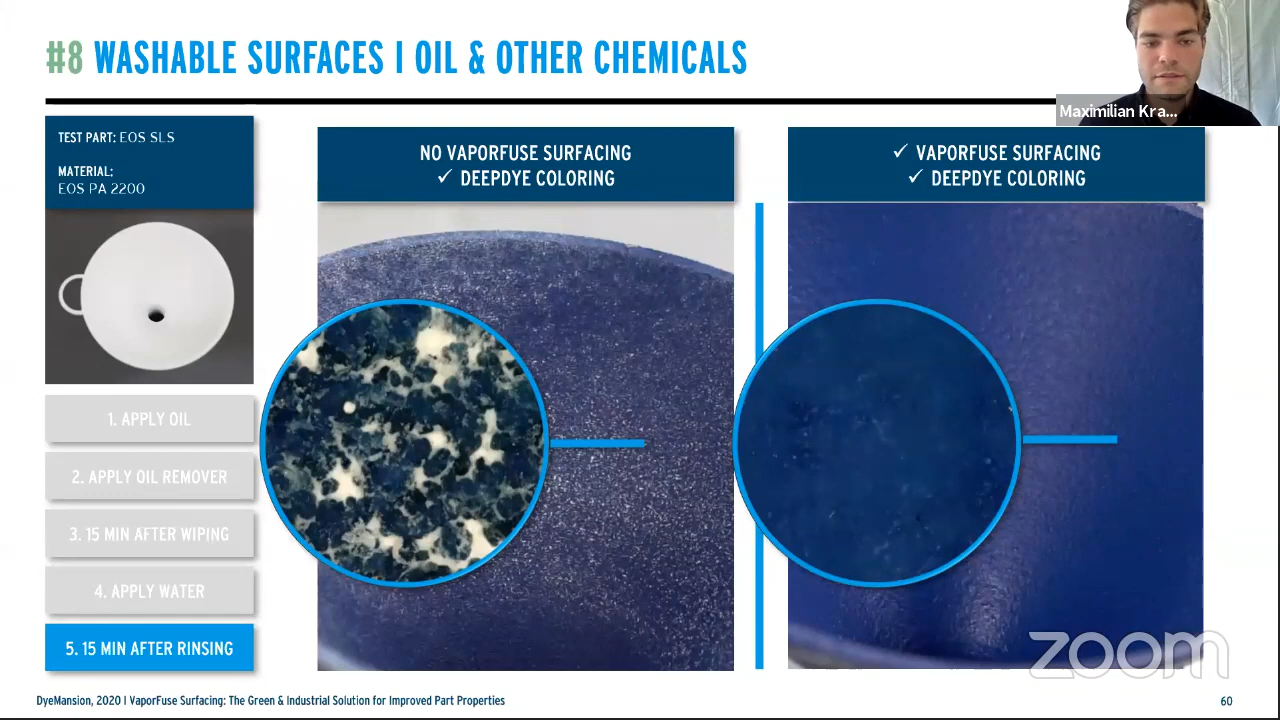 #8 WASHABLE SURFACES | OIL & OTHER CHEMICALS
Maximilian Kra...
TEST PART: EOS SLS
MATERIAL:
EOS PA 2200
1. APPLY OIL
2. APPLY OIL REMOVER
3. 15 MIN AFTER WIPING
4. APPLY WATER
5. 15 MIN AFTER RINSING
NO VAPORFUSE SURFACING
✓ DEEPDYE COLORING
✓ VAPORFUSE SURFACING
✓ DEEPDYE COLORING
zoom
DyeMansion, 2020 | VaporFuse Surfacing: The Green & Industrial Solution for Improved Part Properties
60